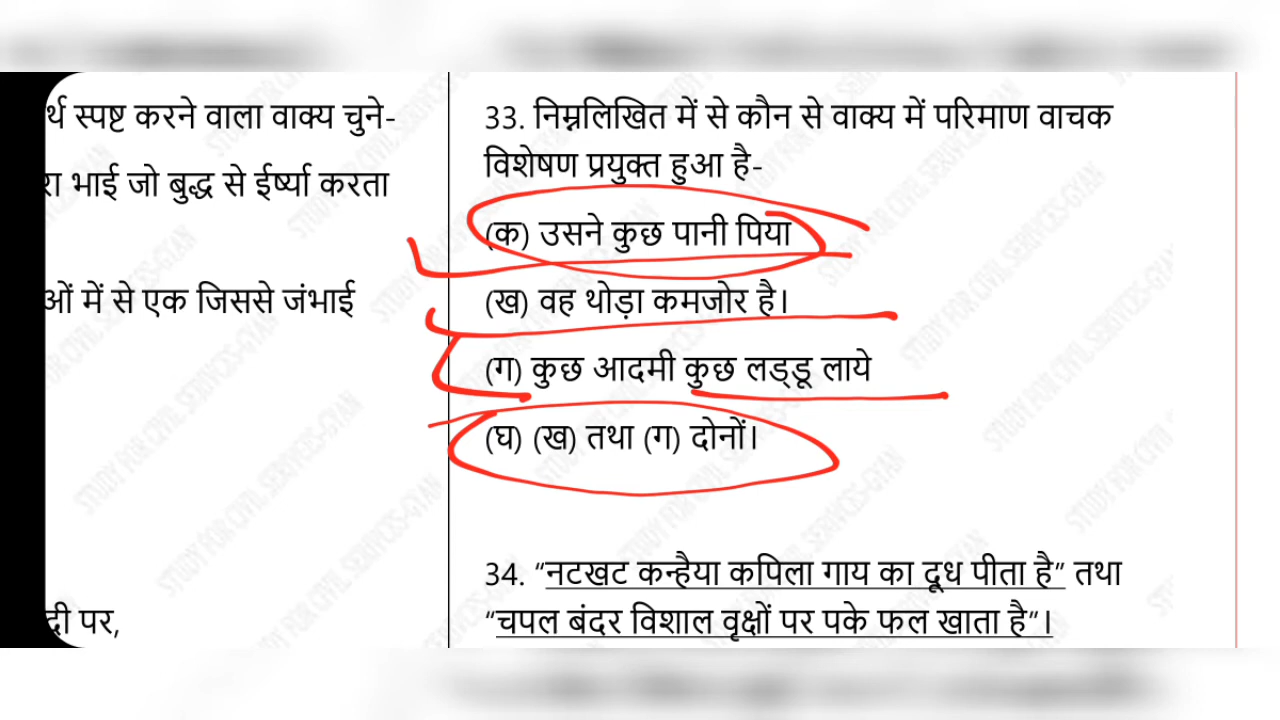 र्थ स्पष्ट करने वाला वाक्य चुने-
रा भाई जो बुद्ध से ईर्ष्या करता
ओं में से एक जिससे जंभाई
दी पर,
33. निम्नलिखित में से कौन से वाक्य में परिमाण वाचक
विशेषण प्रयुक्त हुआ है-
(क) उसने कुछ पानी पिया
(ख) वह थोड़ा कमजोर है।
(ग) कुछ आदमी कुछ लड्डू लाये
(घ) (ख) तथा (ग) दोनों।
34. “नटखट कन्हैया कपिला गाय का दूध पीता है” तथा
“चपल बंदर विशाल वृक्षों पर पके फल खाता है”।